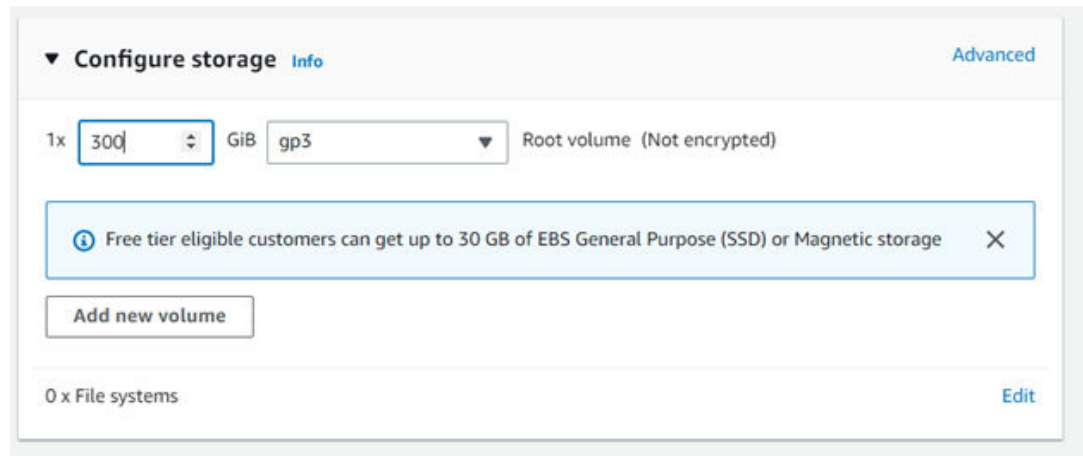 Configure storage Info Advanced
1x 300 GiB gp3 Root volume (Not encrypted)
Free tier eligible customers can get up to 30 GB of EBS General Purpose (SSD) or Magnetic storage
Add new volume
0 x File systems Edit